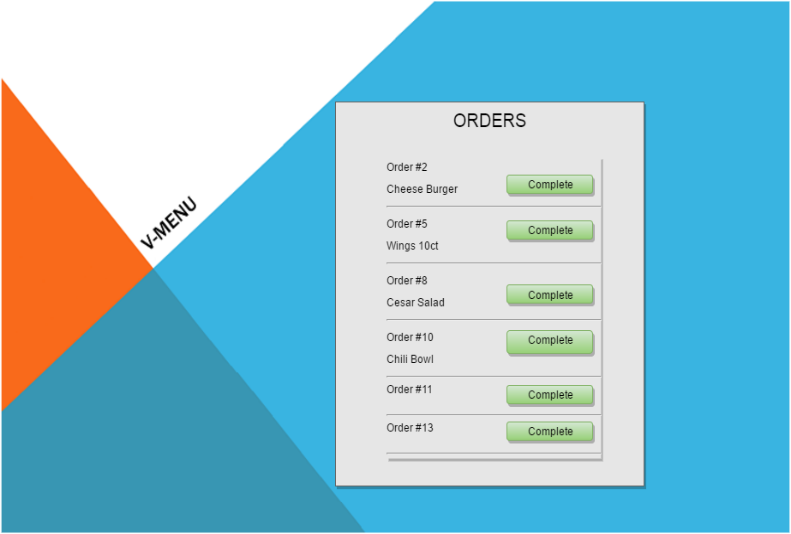 V-MENU
ORDERS
Order #2
Cheese Burger
Complete
Order #5
Wings 10ct
Complete
Order #8
Cesar Salad
Complete
Order #10
Chili Bowl
Complete
Order #11
Complete
Order #13
Complete